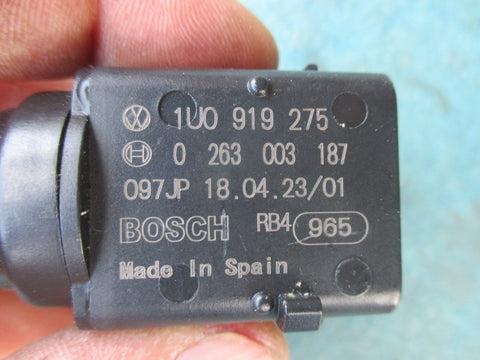 1U0 919 275
0 263 003 187
097JP 18.04.23/01
BOSCH RB4 965
Made In Spain